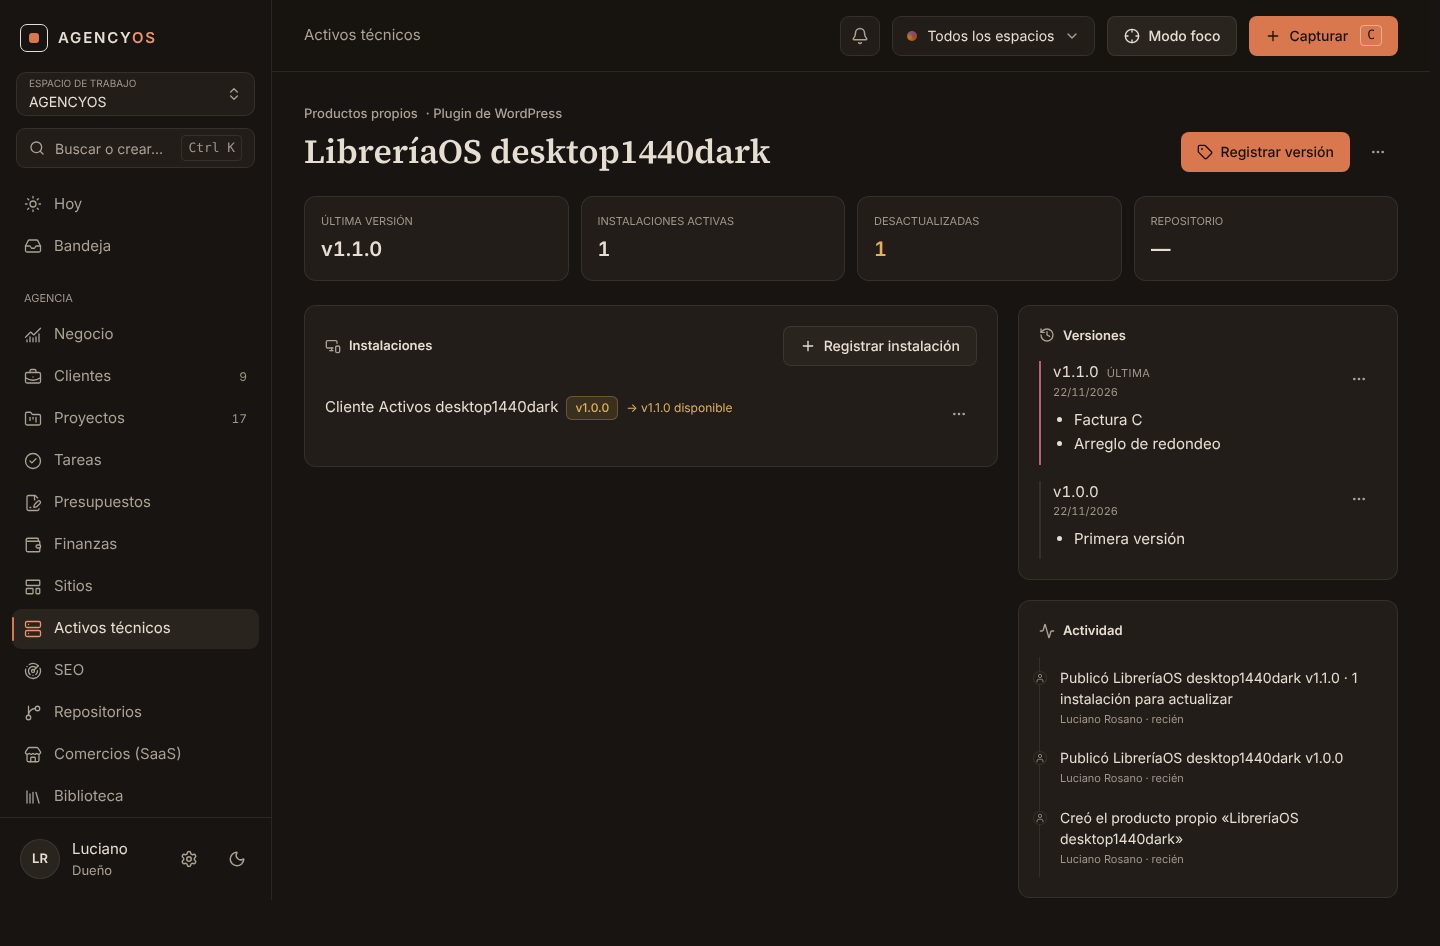 AGENCYOS
ESPACIO DE TRABAJO
AGENCYOS
Buscar o crear... Ctrl K
Hoy
Bandeja
AGENCIA
Negocio
Clientes 9
Proyectos 17
Tareas
Presupuestos
Finanzas
Sitios
Activos técnicos
SEO
Repositorios
Comercios (SaaS)
Biblioteca
LR
Luciano
Dueño
Activos técnicos
Todos los espacios
Modo foco
Capturar C
Productos propios · Plugin de WordPress
LibreríaOS desktop1440dark
Registrar versión
ÚLTIMA VERSIÓN
v1.1.0
INSTALACIONES ACTIVAS
1
DESACTUALIZADAS
1
REPOSITORIO
—
Instalaciones
Registrar instalación
Cliente Activos desktop1440dark v1.0.0 → v1.1.0 disponible
Versiones
v1.1.0 ÚLTIMA
22/11/2026
• Factura C
• Arreglo de redondeo
v1.0.0
22/11/2026
• Primera versión
Actividad
Publicó LibreríaOS desktop1440dark v1.1.0 · 1
instalación para actualizar
Luciano Rosano · recién
Publicó LibreríaOS desktop1440dark v1.0.0
Luciano Rosano · recién
Creó el producto propio «LibreríaOS
desktop1440dark»
Luciano Rosano · recién